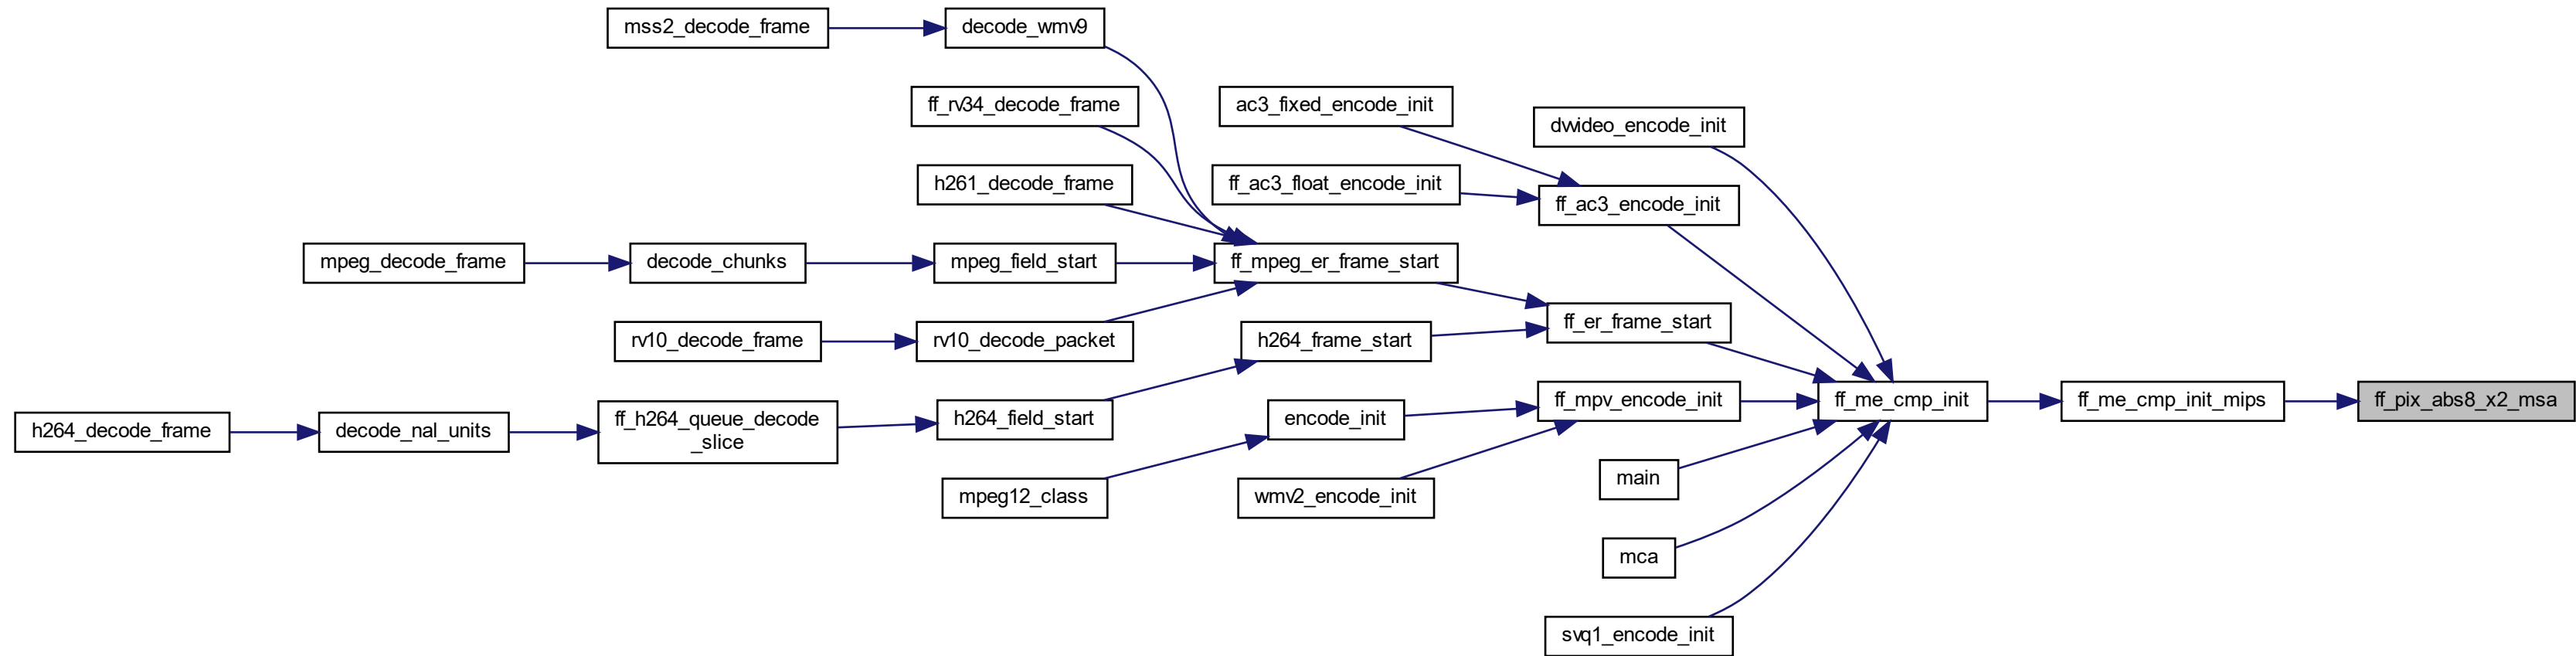 mss2_decode_frame
decode_wmv9
ff_rv34_decode_frame
ac3_fixed_encode_init
dvvideo_encode_init
h261_decode_frame
ff_ac3_float_encode_init
ff_ac3_encode_init
mpeg_decode_frame
decode_chunks
mpeg_field_start
ff_mpeg_er_frame_start
ff_er_frame_start
rv10_decode_frame
rv10_decode_packet
h264_frame_start
h264_decode_frame
decode_nal_units
ff_h264_queue_decode
_slice
h264_field_start
encode_init
ff_mpv_encode_init
ff_me_cmp_init
ff_me_cmp_init_mips
ff_pix_abs8_x2_msa
mpeg12_class
wmv2_encode_init
main
mca
svq1_encode_init